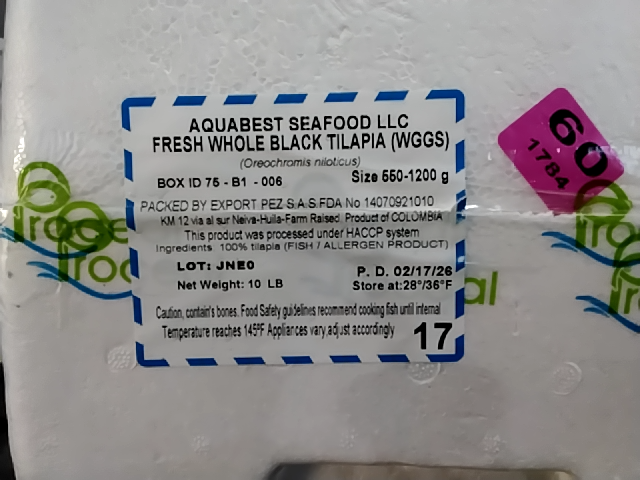 AQUABEST SEAFOOD LLC
FRESH WHOLE BLACK TILAPIA (WGGS)
(Oreochromis niloticus)
BOX ID 75 - B1 - 006 Size 550-1200 g
PACKED BY EXPORT PEZ S.A.S.FDA No 14070921010
KM 12 via al sur Neiva-Huila-Farm Raised. Product of COLOMBIA
This product was processed under HACCP system
Ingredients 100% tilapia (FISH / ALLERGEN PRODUCT)
LOT: JNE0 P. D. 02/17/26
Net Weight: 10 LB Store at:28°/36°F
Caution, contain's bones. Food Safety guidelines recommend cooking fish until internal
Temperature reaches 145°F Appliances vary adjust accordingly
17
60
1784